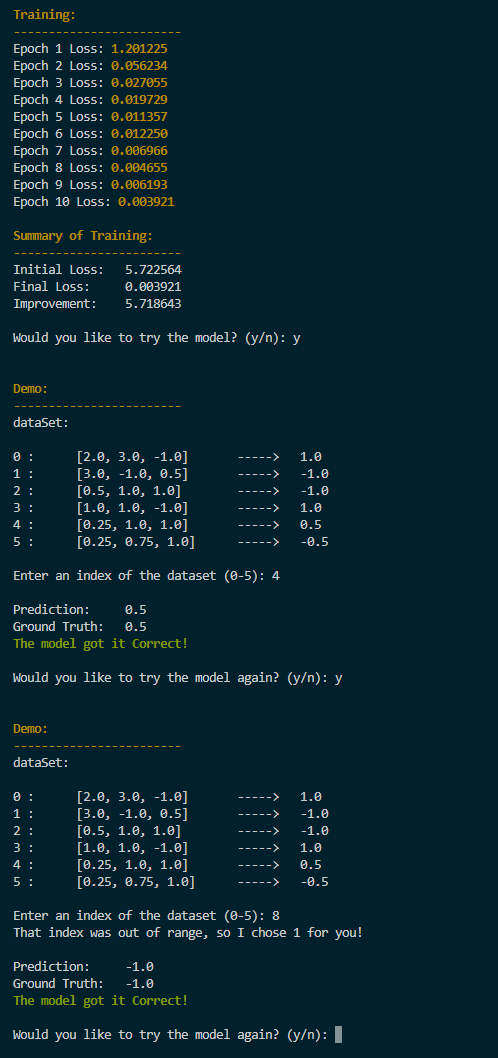 Training:
------------------------
Epoch 1 Loss: 1.201225
Epoch 2 Loss: 0.056234
Epoch 3 Loss: 0.027055
Epoch 4 Loss: 0.019729
Epoch 5 Loss: 0.011357
Epoch 6 Loss: 0.012250
Epoch 7 Loss: 0.006966
Epoch 8 Loss: 0.004655
Epoch 9 Loss: 0.006193
Epoch 10 Loss: 0.003921
Summary of Training:
------------------------
Initial Loss: 5.722564
Final Loss: 0.003921
Improvement: 5.718643
Would you like to try the model? (y/n): y
Demo:
------------------------
dataSet:
0 : [2.0, 3.0, -1.0] -----> 1.0
1 : [3.0, -1.0, 0.5] -----> -1.0
2 : [0.5, 1.0, 1.0] -----> -1.0
3 : [1.0, 1.0, -1.0] -----> 1.0
4 : [0.25, 1.0, 1.0] -----> 0.5
5 : [0.25, 0.75, 1.0] -----> -0.5
Enter an index of the dataset (0-5): 4
Prediction: 0.5
Ground Truth: 0.5
The model got it Correct!
Would you like to try the model again? (y/n): y
Demo:
------------------------
dataSet:
0 : [2.0, 3.0, -1.0] -----> 1.0
1 : [3.0, -1.0, 0.5] -----> -1.0
2 : [0.5, 1.0, 1.0] -----> -1.0
3 : [1.0, 1.0, -1.0] -----> 1.0
4 : [0.25, 1.0, 1.0] -----> 0.5
5 : [0.25, 0.75, 1.0] -----> -0.5
Enter an index of the dataset (0-5): 8
That index was out of range, so I chose 1 for you!
Prediction: -1.0
Ground Truth: -1.0
The model got it Correct!
Would you like to try the model again? (y/n):